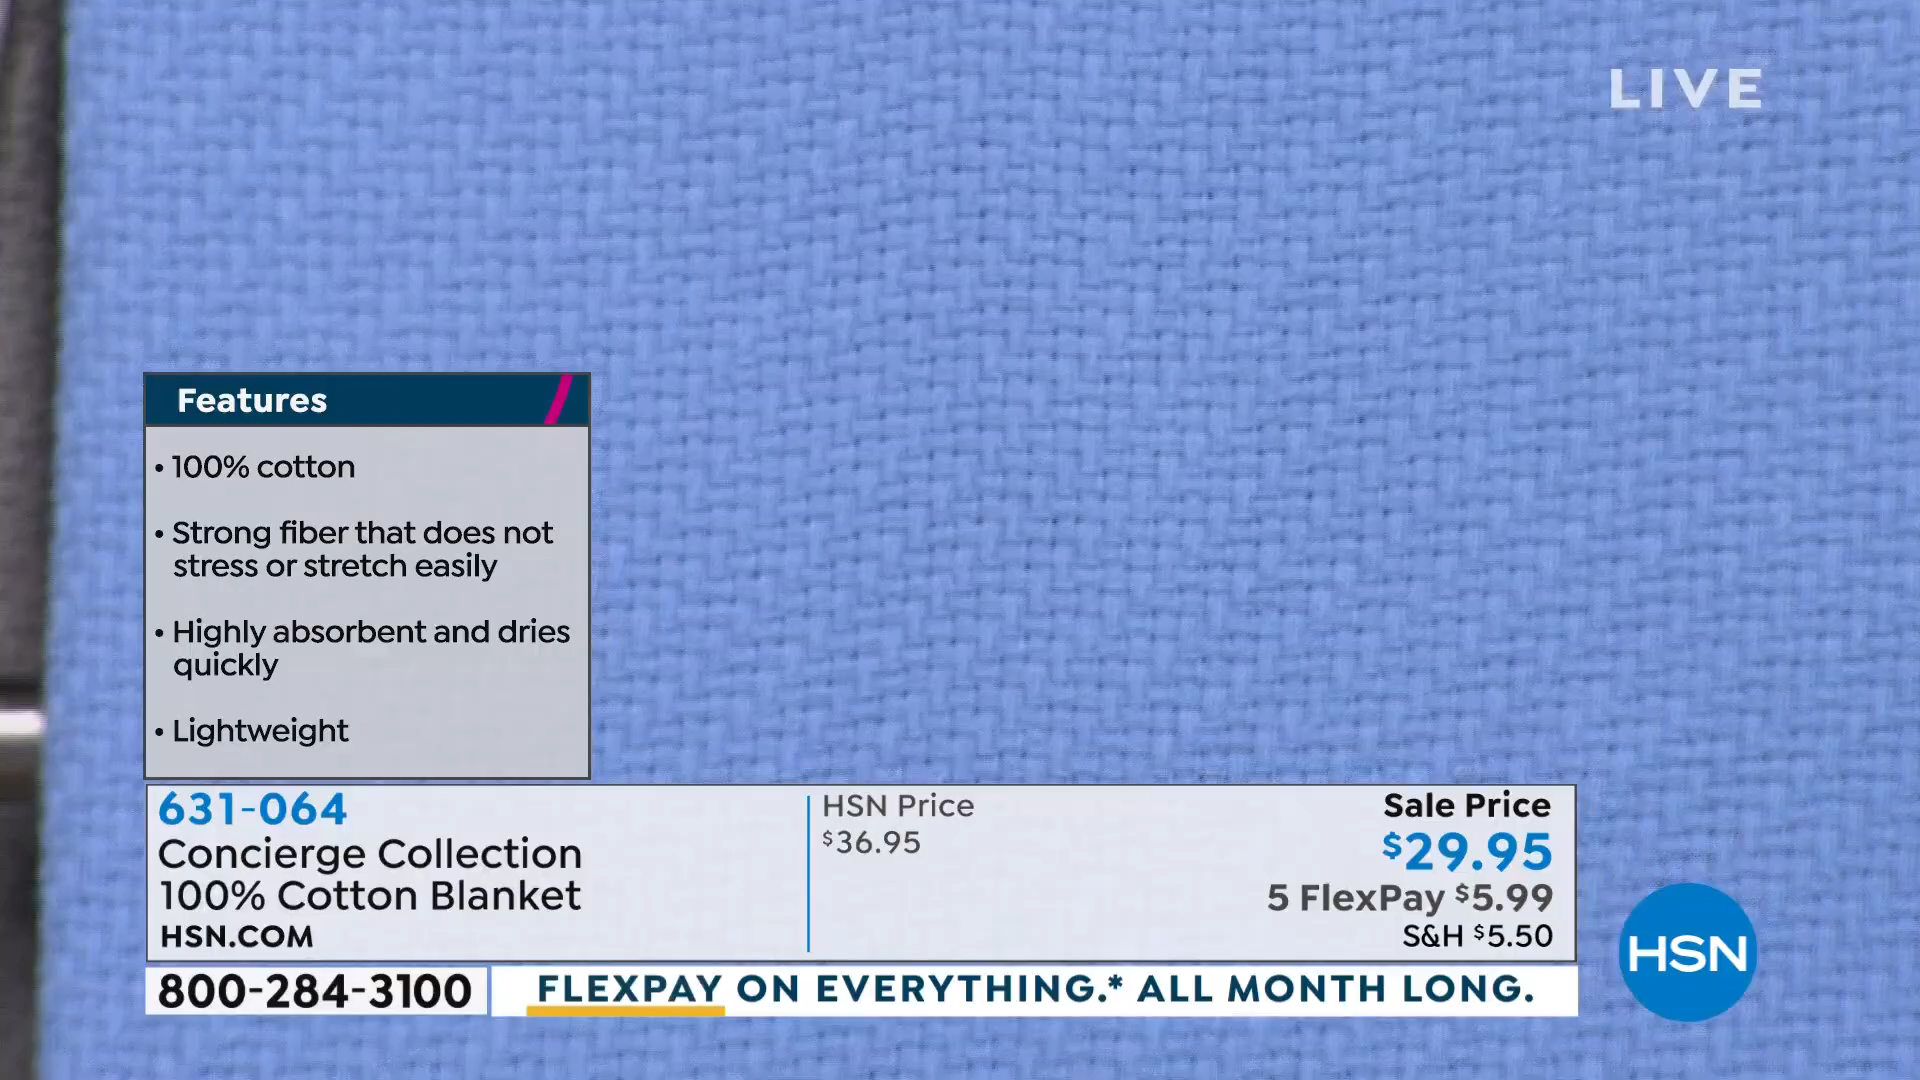 LIVE
Features
• 100% cotton
• Strong fiber that does not
stress or stretch easily
• Highly absorbent and dries
quickly
• Lightweight
631-064
Concierge Collection
100% Cotton Blanket
HSN.COM
HSN Price
$36.95
Sale Price
$29.95
5 FlexPay $5.99
S&H $5.50
HSN
800-284-3100
FLEXPAY ON EVERYTHING.* ALL MONTH LONG.